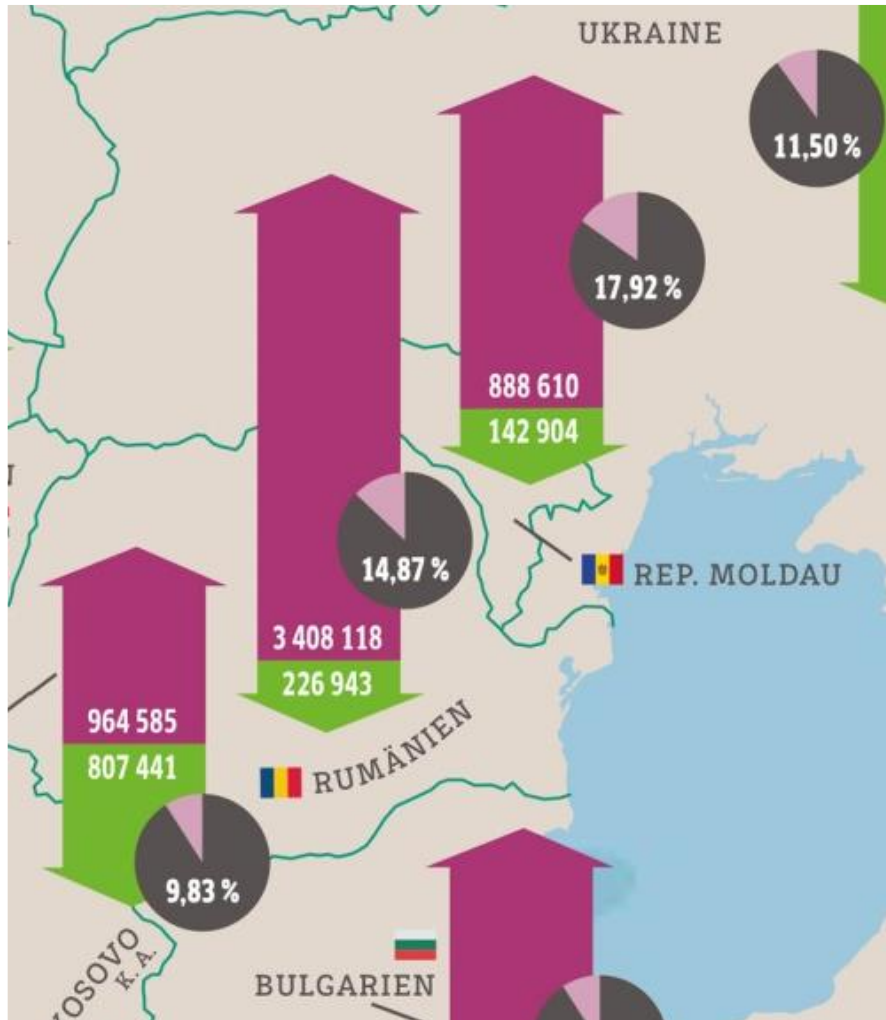 UKRAINE
11,50 %
17,92 %
888 610
142 904
14,87 %
REP. MOLDAU
3 408 118
226 943
964 585
807 441
RUMÄNIEN
9,83 %
KOSOVO
K. A.
BULGARIEN